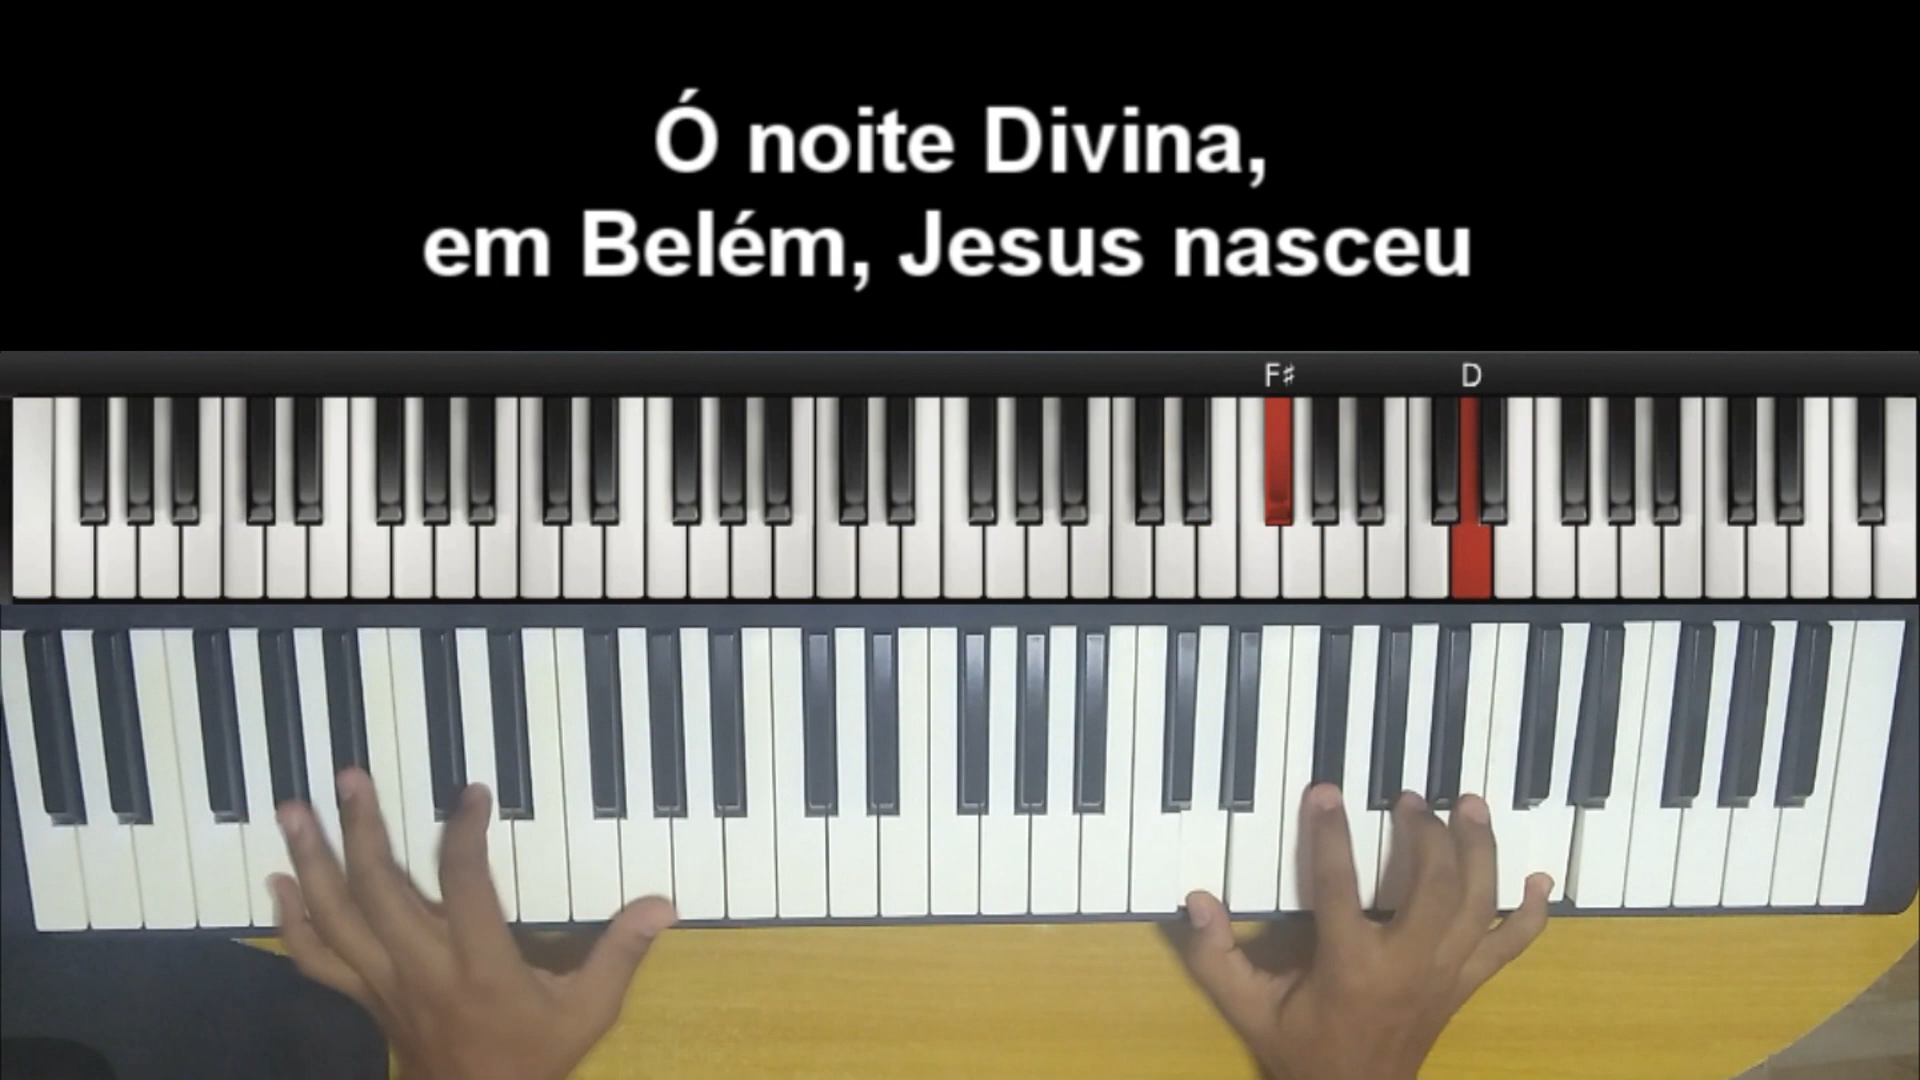 Ó noite Divina,
em Belém, Jesus nasceu
F♯ D